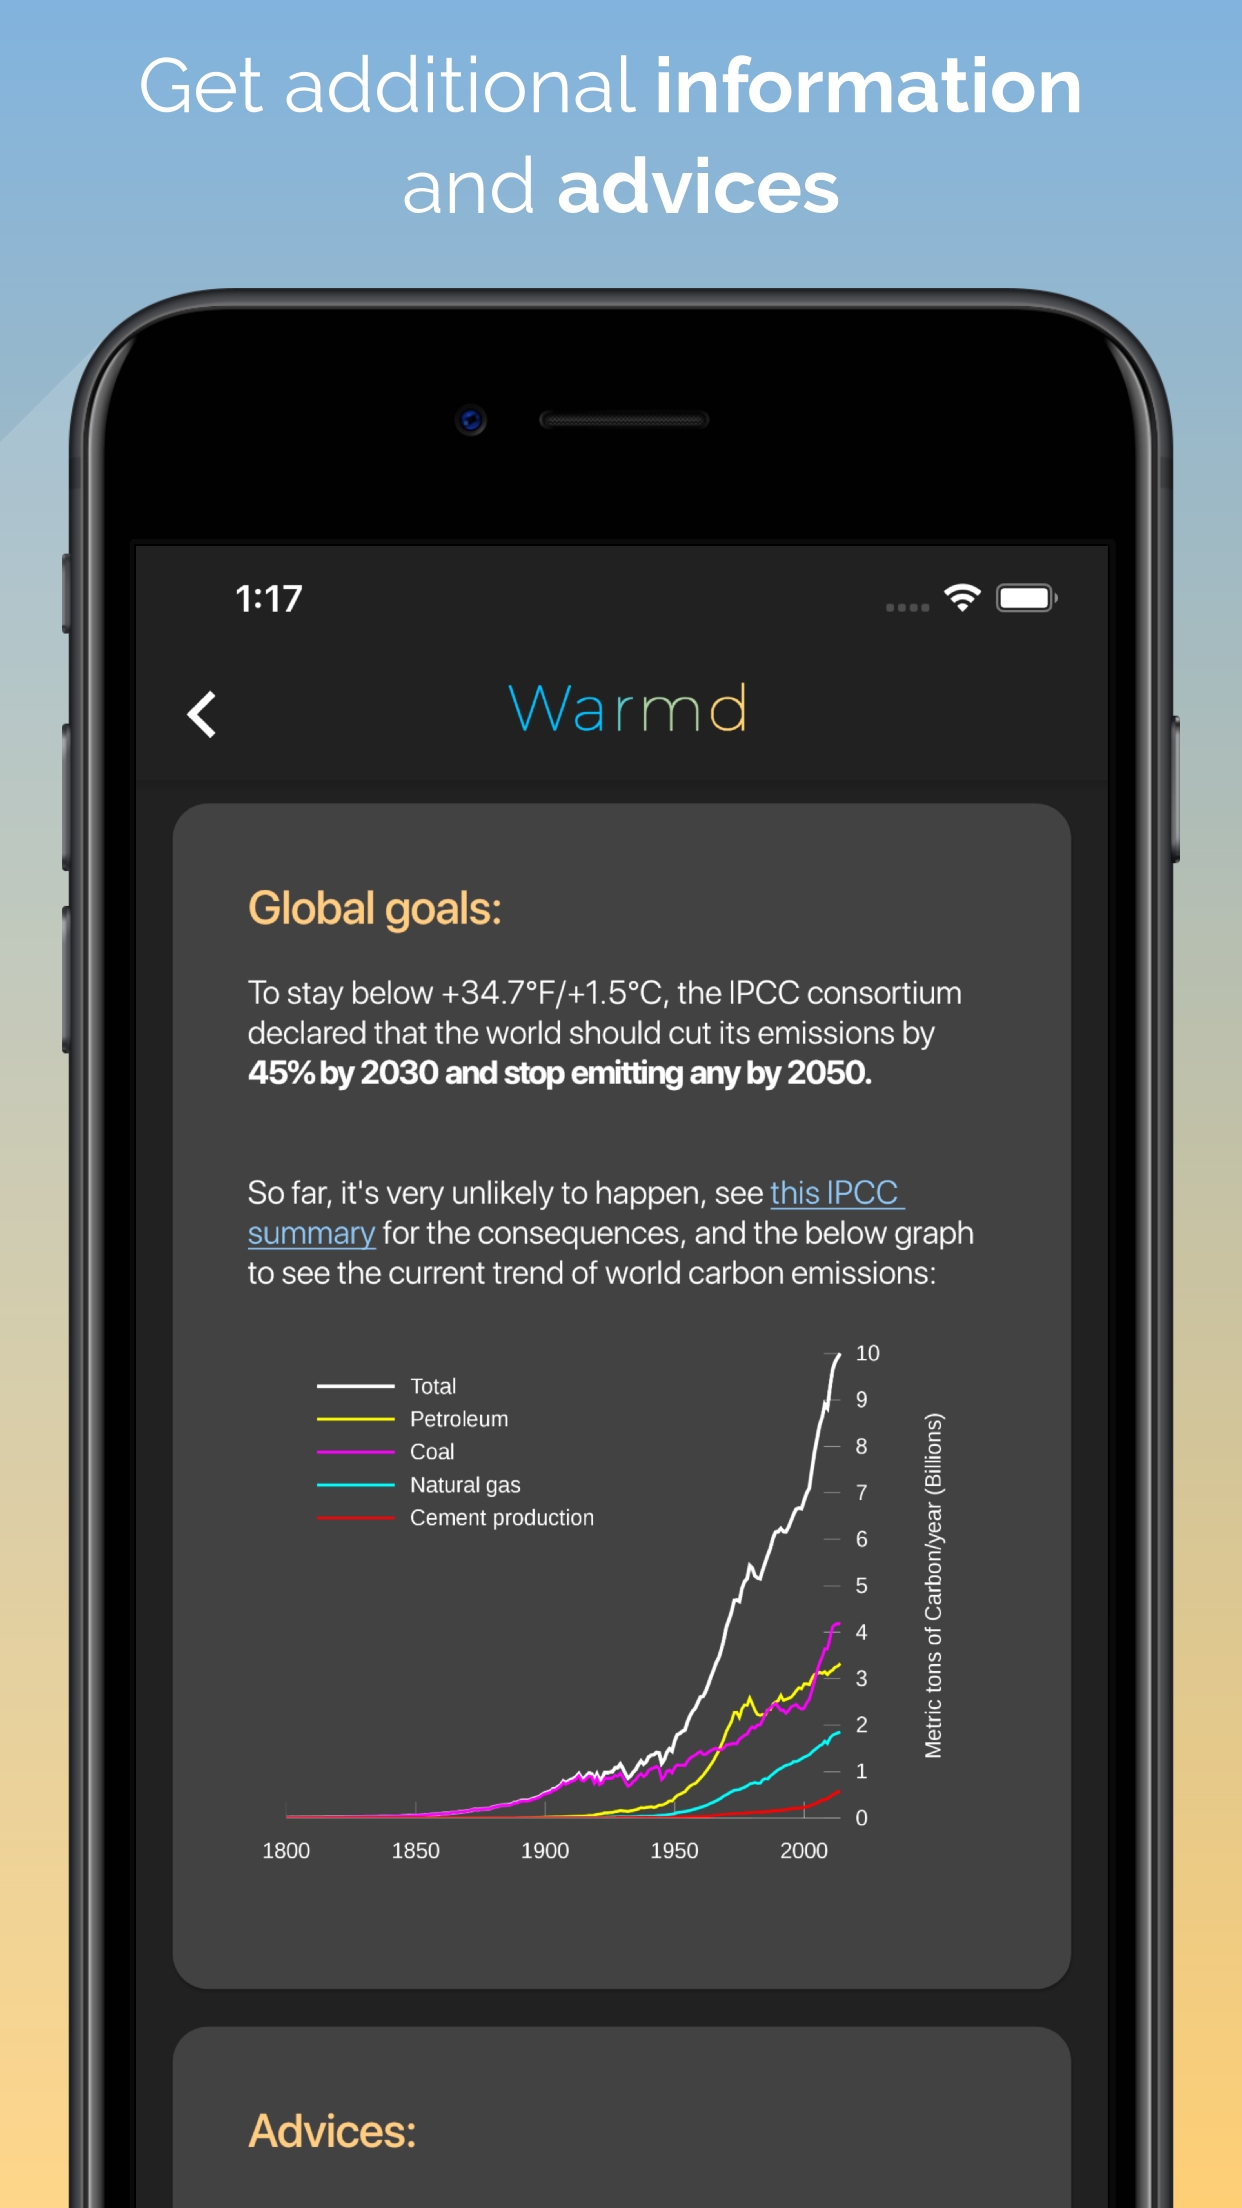 Get additional information
and advices
1:17
Warmd
Global goals:
To stay below +34.7°F/+1.5°C, the IPCC consortium
declared that the world should cut its emissions by
45% by 2030 and stop emitting any by 2050.
So far, it's very unlikely to happen, see this IPCC
summary for the consequences, and the below graph
to see the current trend of world carbon emissions:
Total
Petroleum
Coal
Natural gas
Cement production
10
9
8
7
6
5
4
3
2
1
0
Metric tons of Carbon/year (Billions)
1800 1850 1900 1950 2000
Advices: